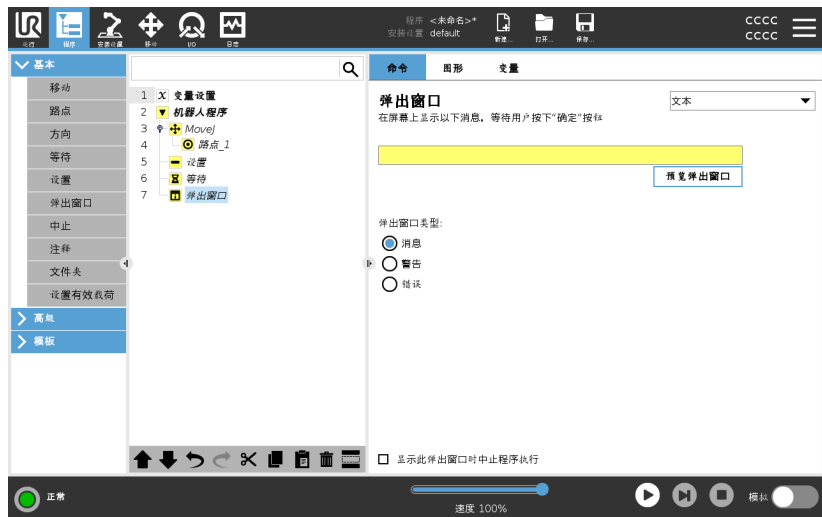 UR
程序 <未命名>*
安装设置 default
运行 程序 安装设置 移动 I/O 日志 新建... 打开... 保存...
CCCC
CCCC
基本
移动
路点
方向
等待
设置
弹出窗口
中止
注释
文件夹
设置有效载荷
高级
模板
1 X 变量设置
2 机器人程序
3 MoveJ
4 路点_1
5 设置
6 等待
7 弹出窗口
命令 图形 变量
弹出窗口
文本
在屏幕上显示以下消息，等待用户按下"确定"按钮
预览弹出窗口
弹出窗口类型:
消息
警告
错误
显示此弹出窗口时中止程序执行
正常
速度 100%
模拟